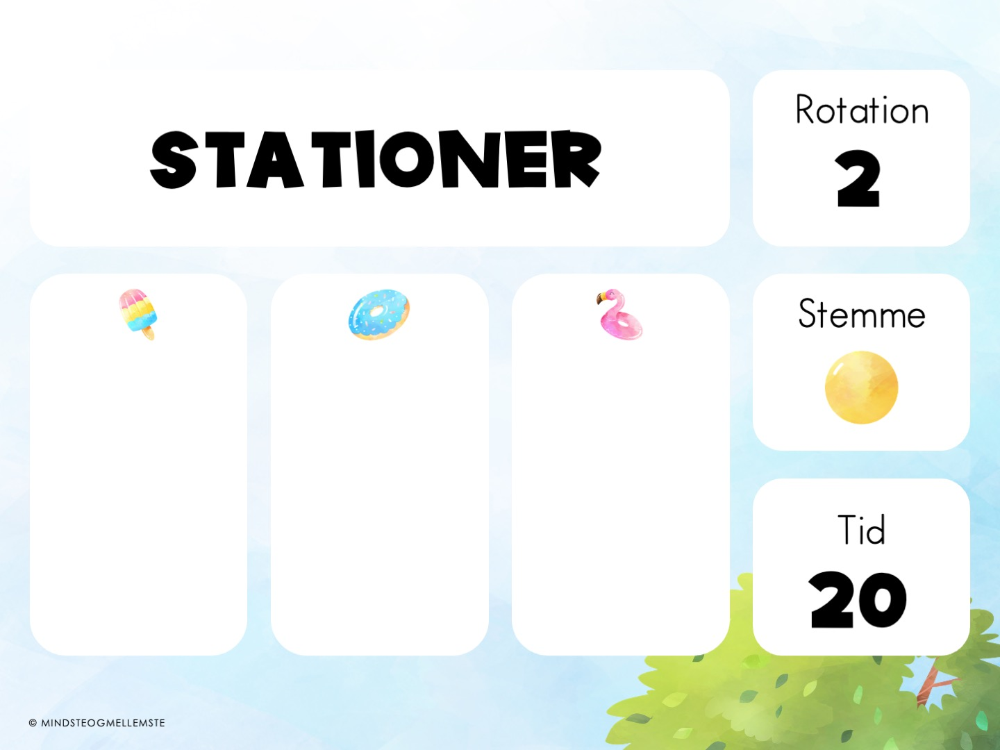 STATIONER
Rotation
2
Stemme
Tid
20
© MINDSTEOGMELLEMSTE